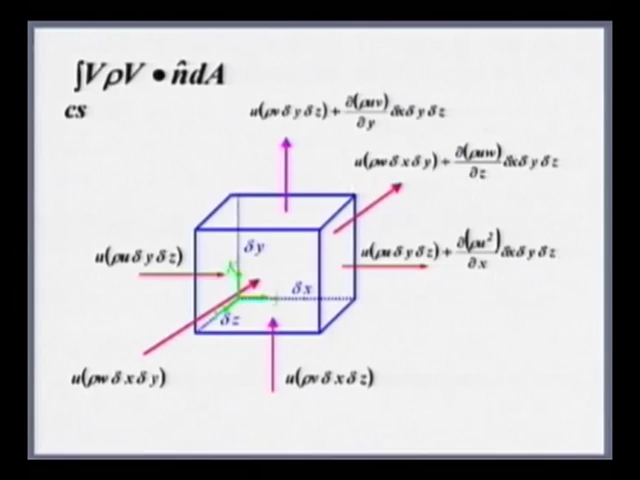 ∫VρV • n̂dA
cs
u(ρv δ y δ z) + ∂(ρuv)/∂y δx δ y δ z
u(ρw δ x δ y) + ∂(ρuw)/∂z δx δ y δ z
u(ρu δ y δ z)
δy
u(ρu δ y δ z) + ∂(ρu²)/∂x δx δ y δ z
δx
δz
u(ρw δ x δ y)
u(ρv δ x δ z)